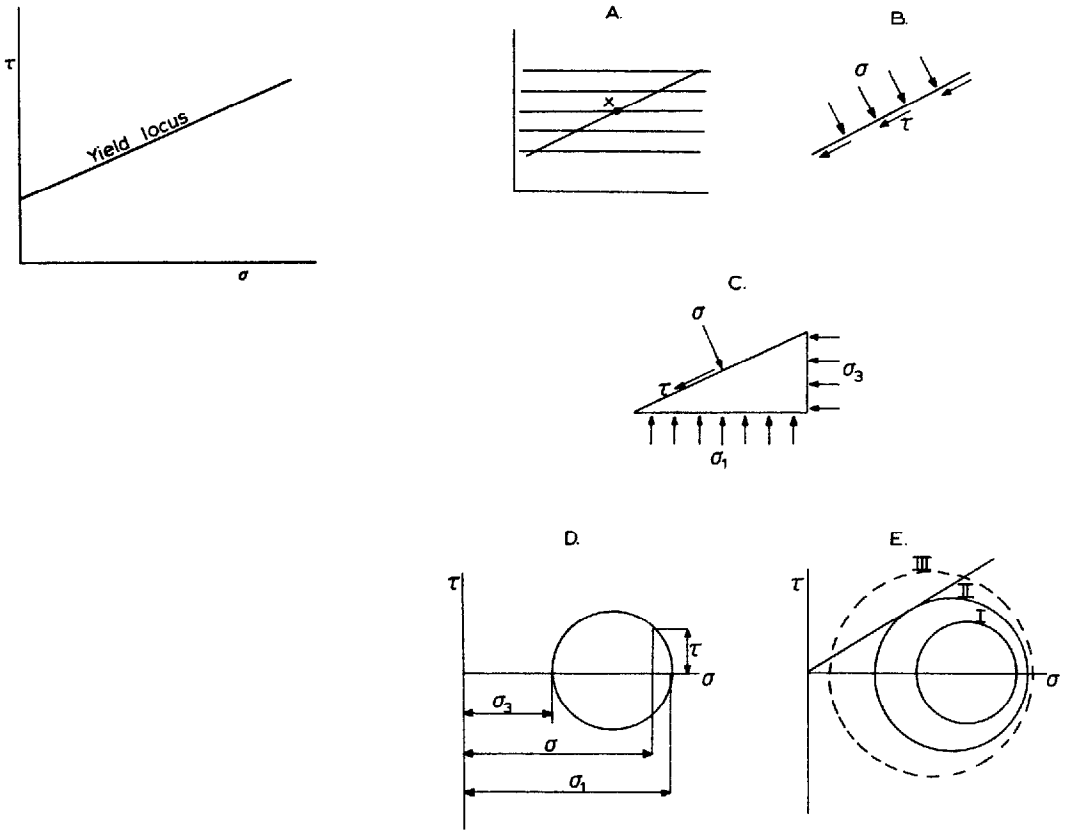 τ
Yield locus
σ
A.
x
B.
σ
τ
C.
σ
τ
σ₃
σ₁
D.
τ
τ
σ
σ₃
σ
σ₁
E.
τ
III
II
I
σ